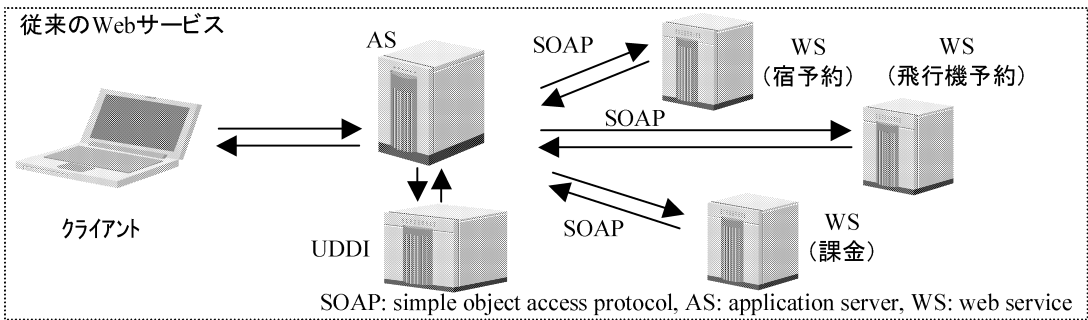 従来のWebサービス
AS
SOAP
WS
(宿予約)
WS
(飛行機予約)
SOAP
クライアント
UDDI
SOAP
WS
(課金)
SOAP: simple object access protocol, AS: application server, WS: web service